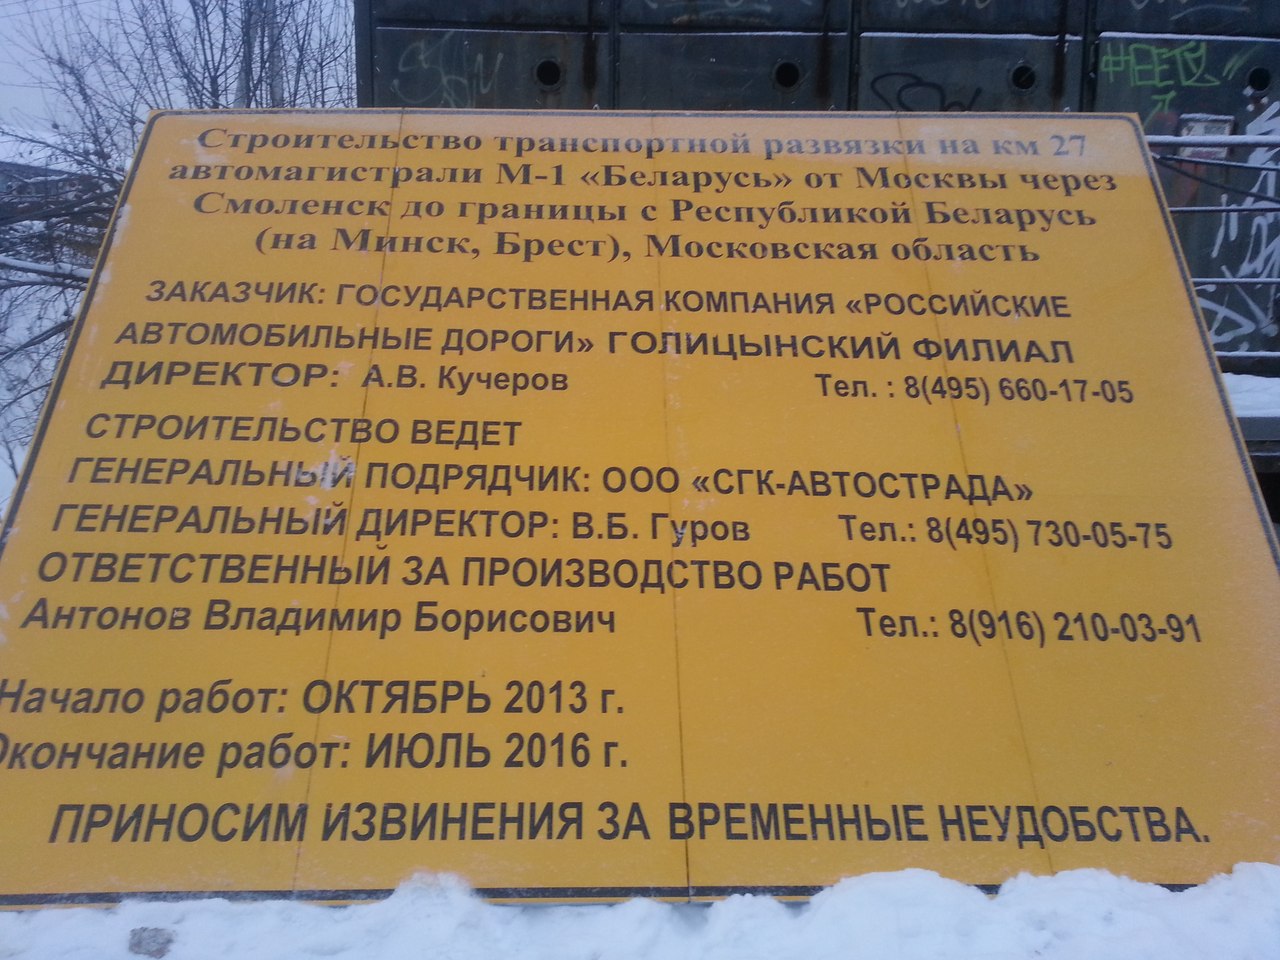 Строительство транспортной развязки на км 27
автомагистрали М-1 «Беларусь» от Москвы через
Смоленск до границы с Республикой Беларусь
(на Минск, Брест), Московская область
ЗАКАЗЧИК: ГОСУДАРСТВЕННАЯ КОМПАНИЯ «РОССИЙСКИЕ
АВТОМОБИЛЬНЫЕ ДОРОГИ» ГОЛИЦЫНСКИЙ ФИЛИАЛ
ДИРЕКТОР: А.В. Кучеров Тел. : 8(495) 660-17-05
СТРОИТЕЛЬСТВО ВЕДЕТ
ГЕНЕРАЛЬНЫЙ ПОДРЯДЧИК: ООО «СГК-АВТОСТРАДА»
ГЕНЕРАЛЬНЫЙ ДИРЕКТОР: В.Б. Гуров Тел.: 8(495) 730-05-75
ОТВЕТСТВЕННЫЙ ЗА ПРОИЗВОДСТВО РАБОТ
Антонов Владимир Борисович Тел.: 8(916) 210-03-91
Начало работ: ОКТЯБРЬ 2013 г.
Окончание работ: ИЮЛЬ 2016 г.
ПРИНОСИМ ИЗВИНЕНИЯ ЗА ВРЕМЕННЫЕ НЕУДОБСТВА.